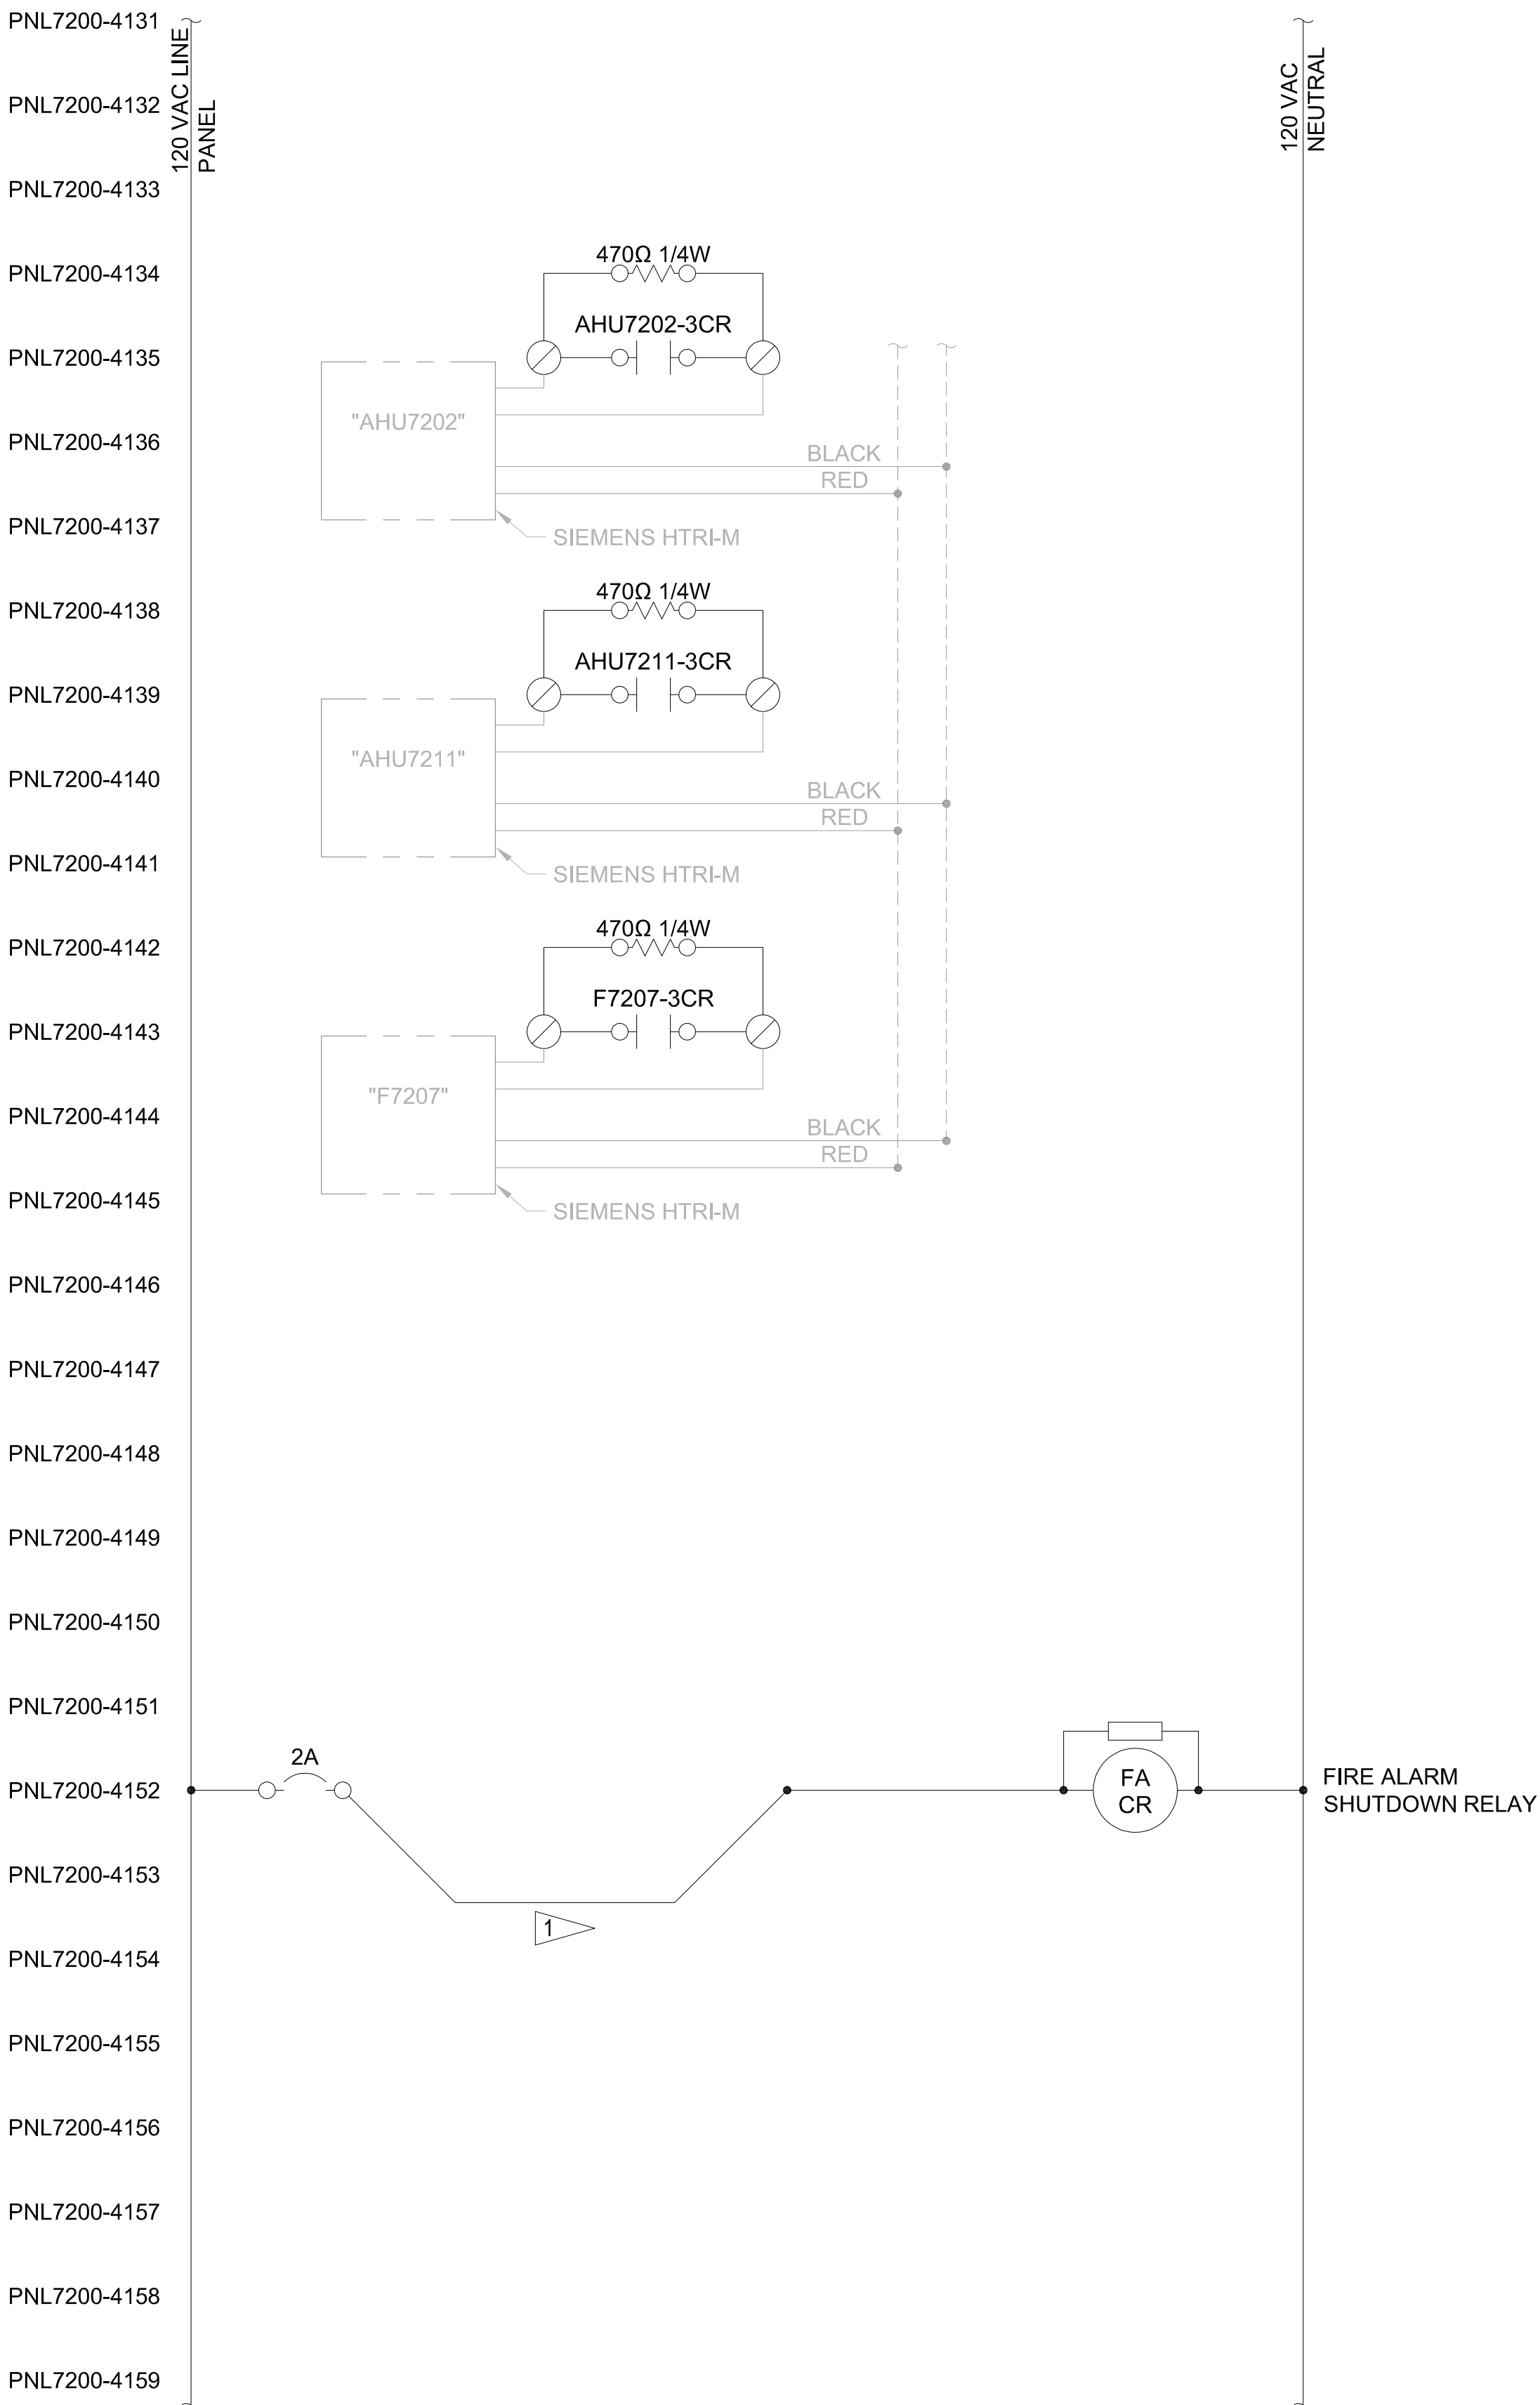 PNL7200-4131
120 VAC LINE
PANEL
120 VAC
NEUTRAL
PNL7200-4132
PNL7200-4133
PNL7200-4134
470Ω 1/4W
AHU7202-3CR
PNL7200-4135
"AHU7202"
PNL7200-4136
BLACK
RED
PNL7200-4137
SIEMENS HTRI-M
PNL7200-4138
470Ω 1/4W
AHU7211-3CR
PNL7200-4139
"AHU7211"
PNL7200-4140
BLACK
RED
PNL7200-4141
SIEMENS HTRI-M
PNL7200-4142
470Ω 1/4W
F7207-3CR
PNL7200-4143
"F7207"
PNL7200-4144
BLACK
RED
PNL7200-4145
SIEMENS HTRI-M
PNL7200-4146
PNL7200-4147
PNL7200-4148
PNL7200-4149
PNL7200-4150
PNL7200-4151
2A
PNL7200-4152
FA
CR
FIRE ALARM
SHUTDOWN RELAY
PNL7200-4153
1
PNL7200-4154
PNL7200-4155
PNL7200-4156
PNL7200-4157
PNL7200-4158
PNL7200-4159